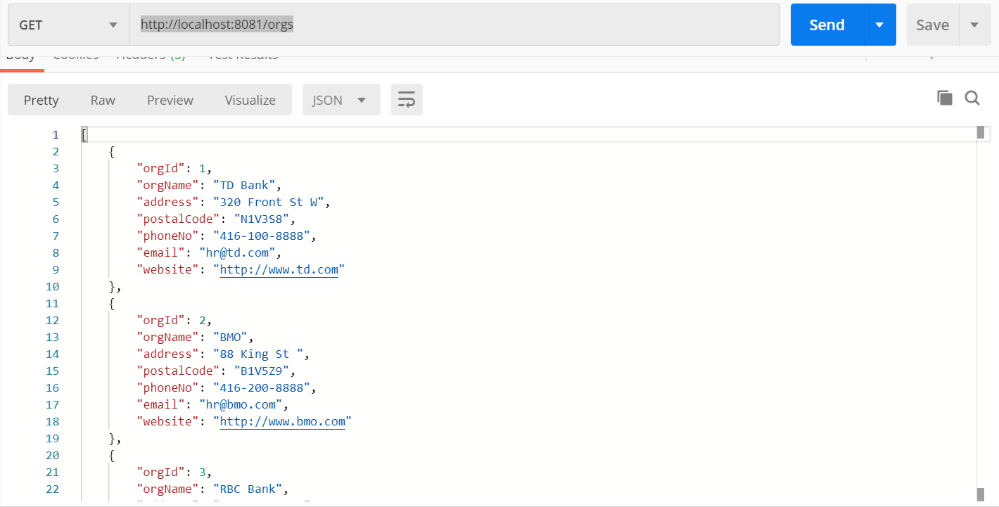 GET http://localhost:8081/orgs Send Save
Body Cookies Headers (5) Test Results
Pretty Raw Preview Visualize JSON
1 [
2 {
3 "orgId": 1,
4 "orgName": "TD Bank",
5 "address": "320 Front St W",
6 "postalCode": "N1V3S8",
7 "phoneNo": "416-100-8888",
8 "email": "hr@td.com",
9 "website": "http://www.td.com"
10 },
11 {
12 "orgId": 2,
13 "orgName": "BMO",
14 "address": "88 King St ",
15 "postalCode": "B1V5Z9",
16 "phoneNo": "416-200-8888",
17 "email": "hr@bmo.com",
18 "website": "http://www.bmo.com"
19 },
20 {
21 "orgId": 3,
22 "orgName": "RBC Bank",